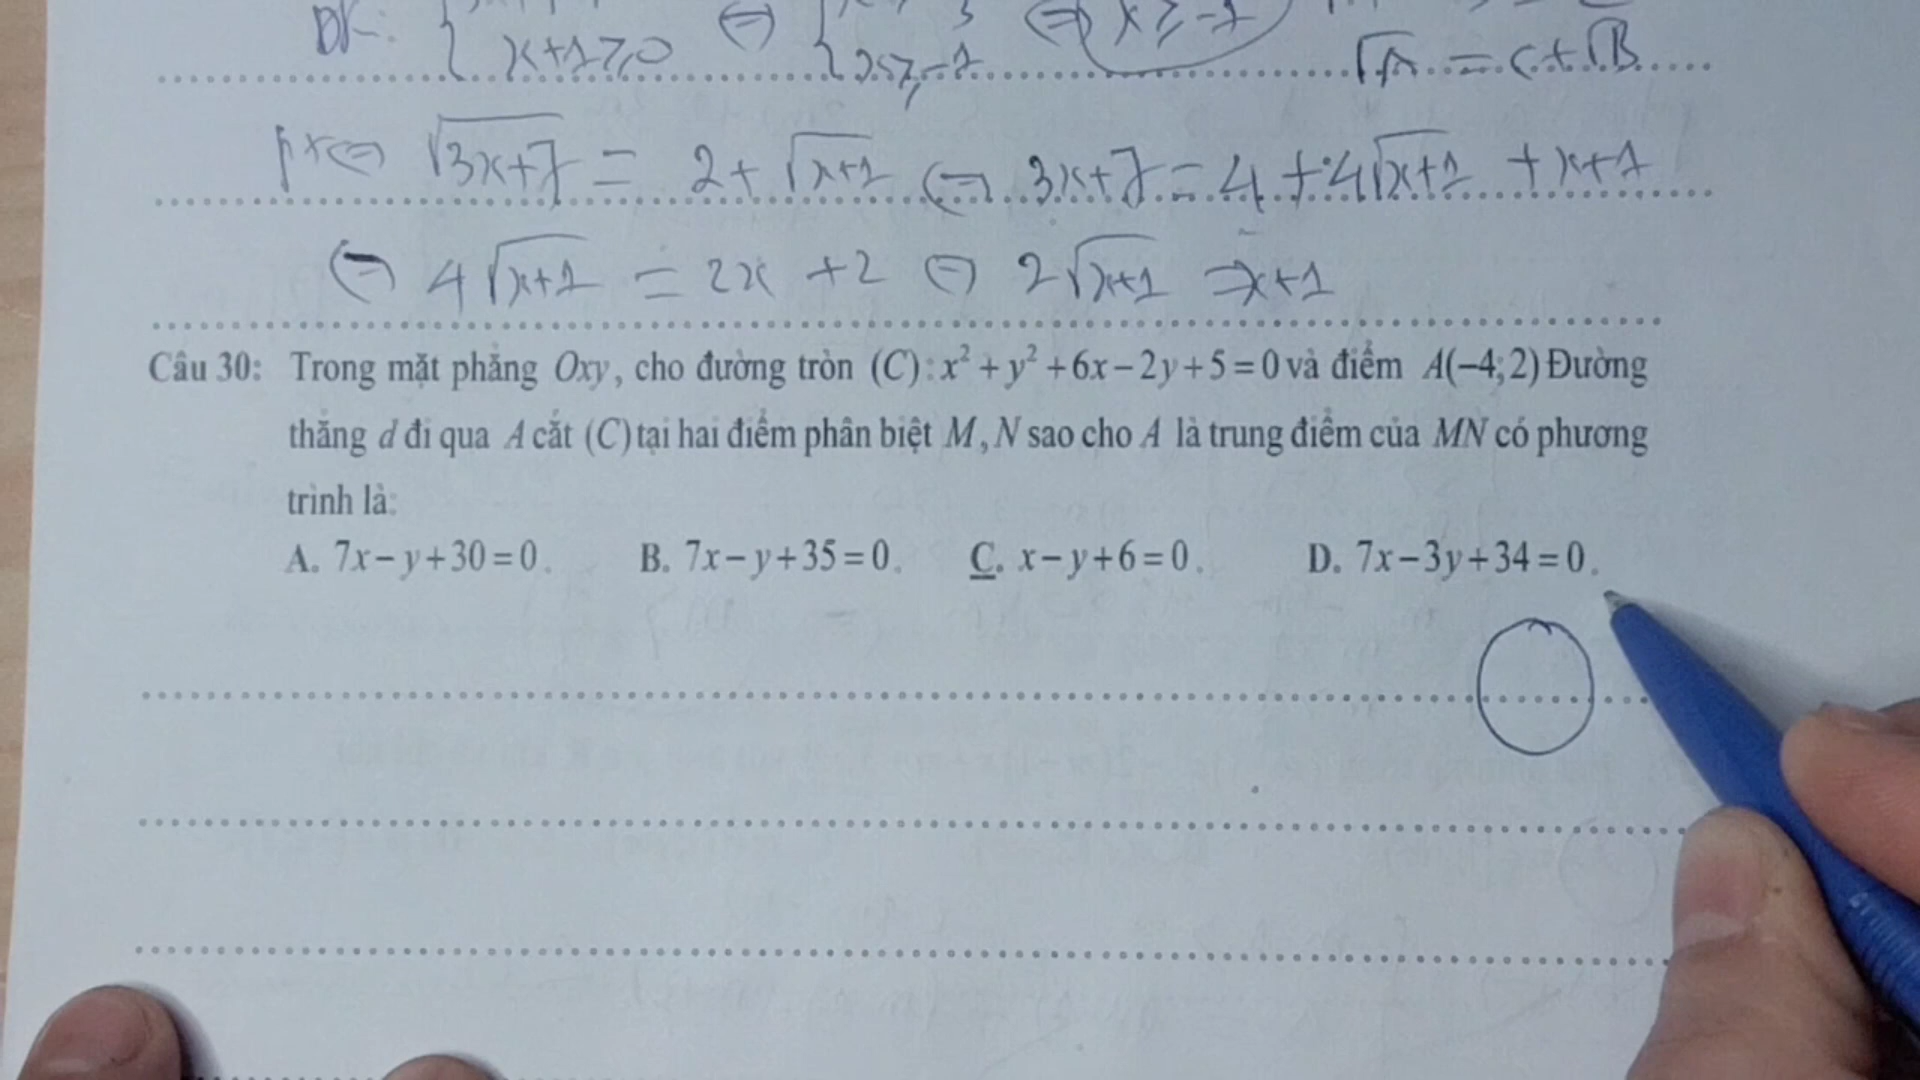 ĐK: { x+1≥0 ⇔ { x≥-1 ⇔ x≥-1
√A = C+√B
pt⇔ √3x+7 = 2+√x+1 ⇔ 3x+7=4+4√x+1 +x+1
⇔ 4√x+1 = 2x+2 ⇔ 2√x+1 = x+1
Câu 30: Trong mặt phẳng Oxy, cho đường tròn (C):x²+y²+6x−2y+5=0 và điểm A(−4;2) Đường
thẳng d đi qua A cắt (C) tại hai điểm phân biệt M, N sao cho A là trung điểm của MN có phương
trình là:
A. 7x−y+30=0. B. 7x−y+35=0. C. x−y+6=0. D. 7x−3y+34=0.